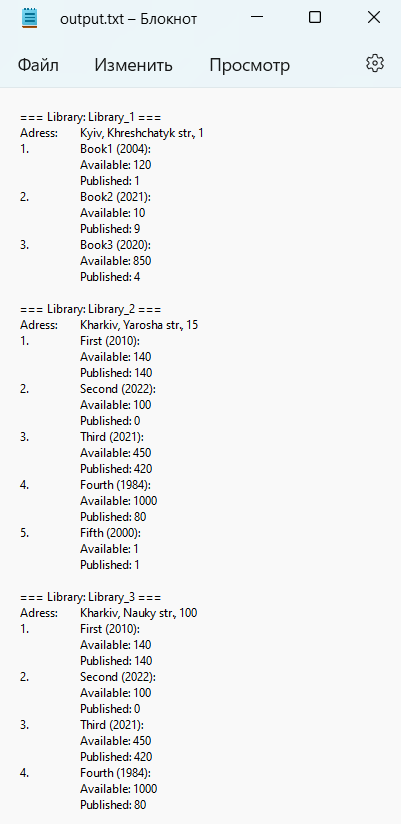 output.txt – Блокнот
Файл Изменить Просмотр
=== Library: Library_1 ===
Adress: Kyiv, Khreshchatyk str., 1
1. Book1 (2004):
Available: 120
Published: 1
2. Book2 (2021):
Available: 10
Published: 9
3. Book3 (2020):
Available: 850
Published: 4
=== Library: Library_2 ===
Adress: Kharkiv, Yarosha str., 15
1. First (2010):
Available: 140
Published: 140
2. Second (2022):
Available: 100
Published: 0
3. Third (2021):
Available: 450
Published: 420
4. Fourth (1984):
Available: 1000
Published: 80
5. Fifth (2000):
Available: 1
Published: 1
=== Library: Library_3 ===
Adress: Kharkiv, Nauky str., 100
1. First (2010):
Available: 140
Published: 140
2. Second (2022):
Available: 100
Published: 0
3. Third (2021):
Available: 450
Published: 420
4. Fourth (1984):
Available: 1000
Published: 80